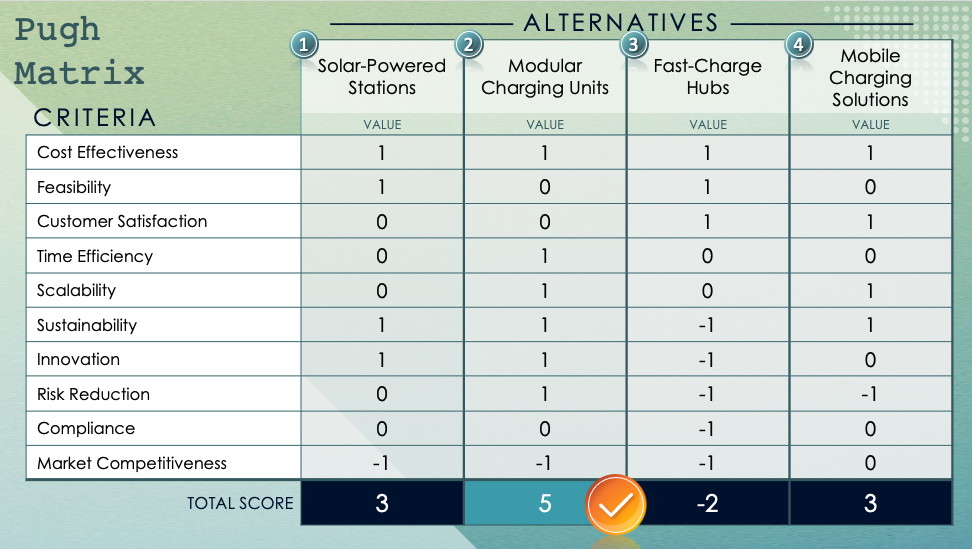 Pugh
Matrix
ALTERNATIVES
CRITERIA
1 2 3 4
Solar-Powered
Stations
Modular
Charging Units
Fast-Charge
Hubs
Mobile
Charging
Solutions
VALUE VALUE VALUE VALUE
Cost Effectiveness 1 1 1 1
Feasibility 1 0 1 0
Customer Satisfaction 0 0 1 1
Time Efficiency 0 1 0 0
Scalability 0 1 0 1
Sustainability 1 1 -1 1
Innovation 1 1 -1 0
Risk Reduction 0 1 -1 -1
Compliance 0 0 -1 0
Market Competitiveness -1 -1 -1 0
TOTAL SCORE 3 5 -2 3